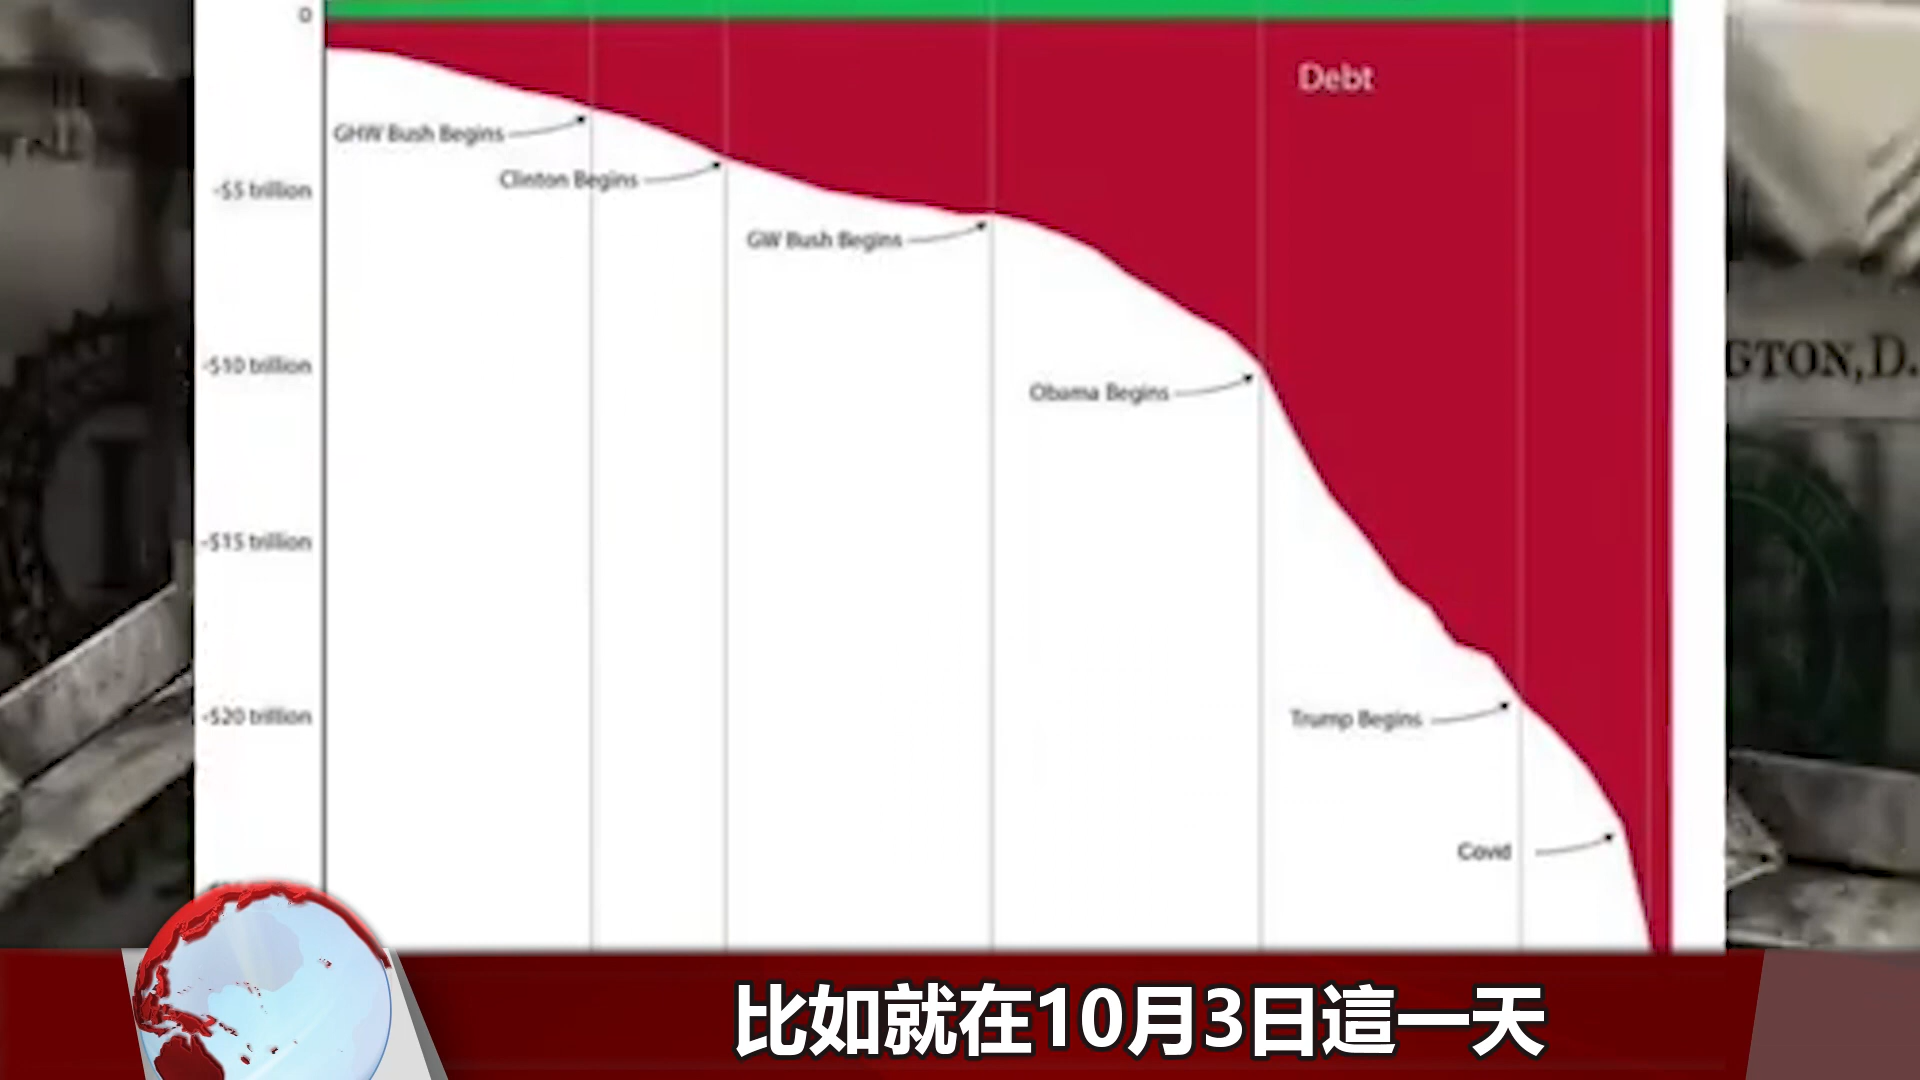 0
Debt
GHW Bush Begins
Clinton Begins
-$5 trillion
GW Bush Begins
-$10 trillion
Obama Begins
GTON, D.
-$15 trillion
-$20 trillion
Trump Begins
Covid
比如就在10月3日這一天